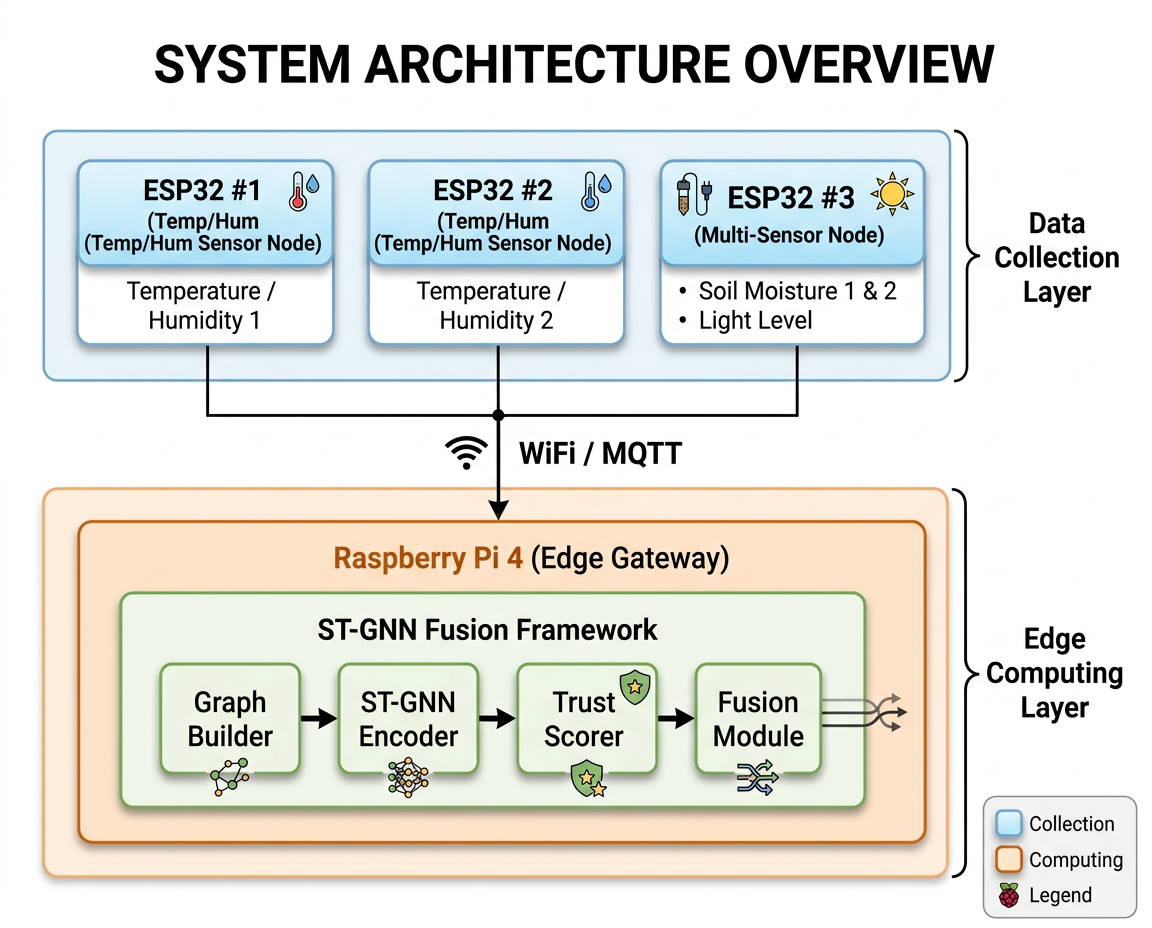 SYSTEM ARCHITECTURE OVERVIEW
ESP32 #1
(Temp/Hum
(Temp/Hum Sensor Node)
Temperature /
Humidity 1
ESP32 #2
(Temp/Hum
(Temp/Hum Sensor Node)
Temperature /
Humidity 2
ESP32 #3
(Multi-Sensor Node)
• Soil Moisture 1 & 2
• Light Level
Data
Collection
Layer
WiFi / MQTT
Raspberry Pi 4 (Edge Gateway)
ST-GNN Fusion Framework
Graph
Builder
ST-GNN
Encoder
Trust
Scorer
Fusion
Module
Edge
Computing
Layer
Collection
Computing
Legend